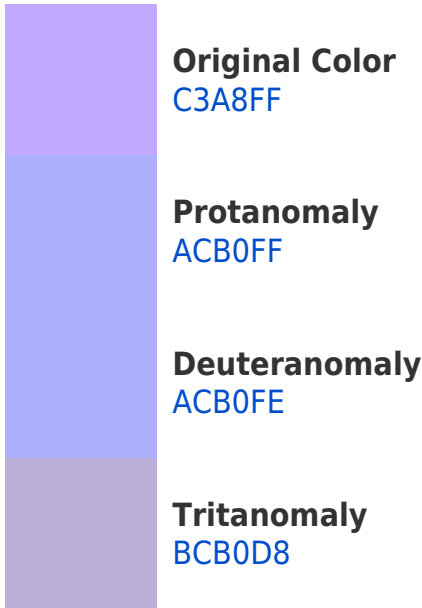 Original Color
C3A8FF
Protanomaly
ACB0FF
Deuteranomaly
ACB0FE
Tritanomaly
BCB0D8